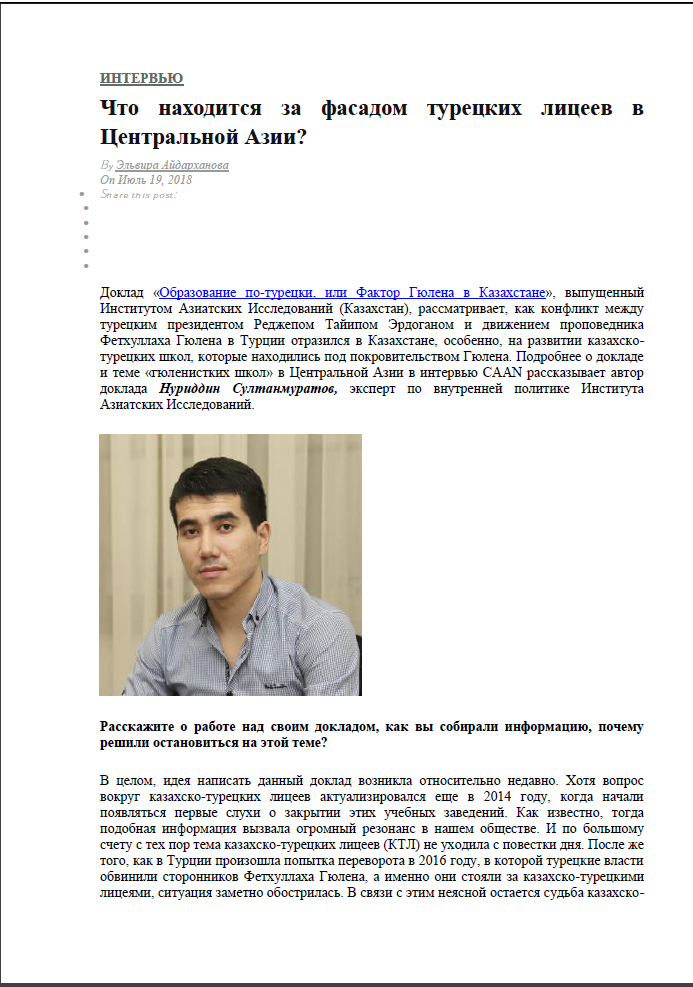 ИНТЕРВЬЮ
Что находится за фасадом турецких лицеев в
Центральной Азии?
By Эльвира Айдарханова
On Июль 19, 2018
Share this post:
Доклад «Образование по-турецки, или Фактор Гюлена в Казахстане», выпущенный
Институтом Азиатских Исследований (Казахстан), рассматривает, как конфликт между
турецким президентом Реджепом Тайипом Эрдоганом и движением проповедника
Фетхуллаха Гюлена в Турции отразился в Казахстане, особенно, на развитии казахско-
турецких школ, которые находились под покровительством Гюлена. Подробнее о докладе
и теме «гюленистких школ» в Центральной Азии в интервью CAAN рассказывает автор
доклада Нуриддин Султанмуратов, эксперт по внутренней политике Института
Азиатских Исследований.
Расскажите о работе над своим докладом, как вы собирали информацию, почему
решили остановиться на этой теме?
В целом, идея написать данный доклад возникла относительно недавно. Хотя вопрос
вокруг казахско-турецких лицеев актуализировался еще в 2014 году, когда начали
появляться первые слухи о закрытии этих учебных заведений. Как известно, тогда
подобная информация вызвала огромный резонанс в нашем обществе. И по большому
счету с тех пор тема казахско-турецких лицеев (КТЛ) не уходила с повестки дня. После же
того, как в Турции произошла попытка переворота в 2016 году, в которой турецкие власти
обвинили сторонников Фетхуллаха Гюлена, а именно они стояли за казахско-турецкими
лицеями, ситуация заметно обострилась. В связи с этим неясной остается судьба казахско-